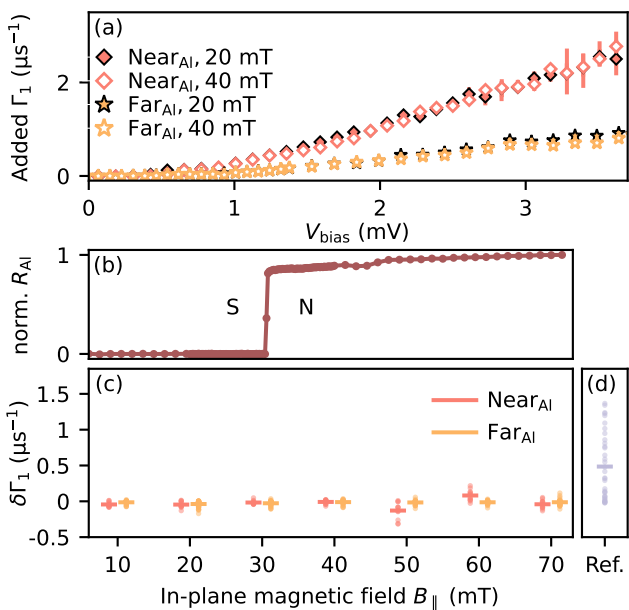 (a)
Added Γ₁ (μs⁻¹)
2
0
Near_Al, 20 mT
Near_Al, 40 mT
Far_Al, 20 mT
Far_Al, 40 mT
0 1 2 3
V_bias (mV)
(b)
norm. R_Al
1
0
S N
(c) (d)
δΓ₁ (μs⁻¹)
1.5
1
0.5
0
-0.5
Near_Al
Far_Al
10 20 30 40 50 60 70 Ref.
In-plane magnetic field B_∥ (mT)